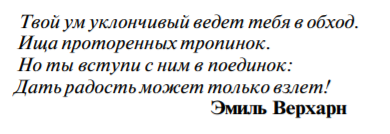 Твой ум уклончивый ведет тебя в обход.
Ища проторенных тропинок.
Но ты вступи с ним в поединок:
Дать радость может только взлет!
Эмиль Верхарн